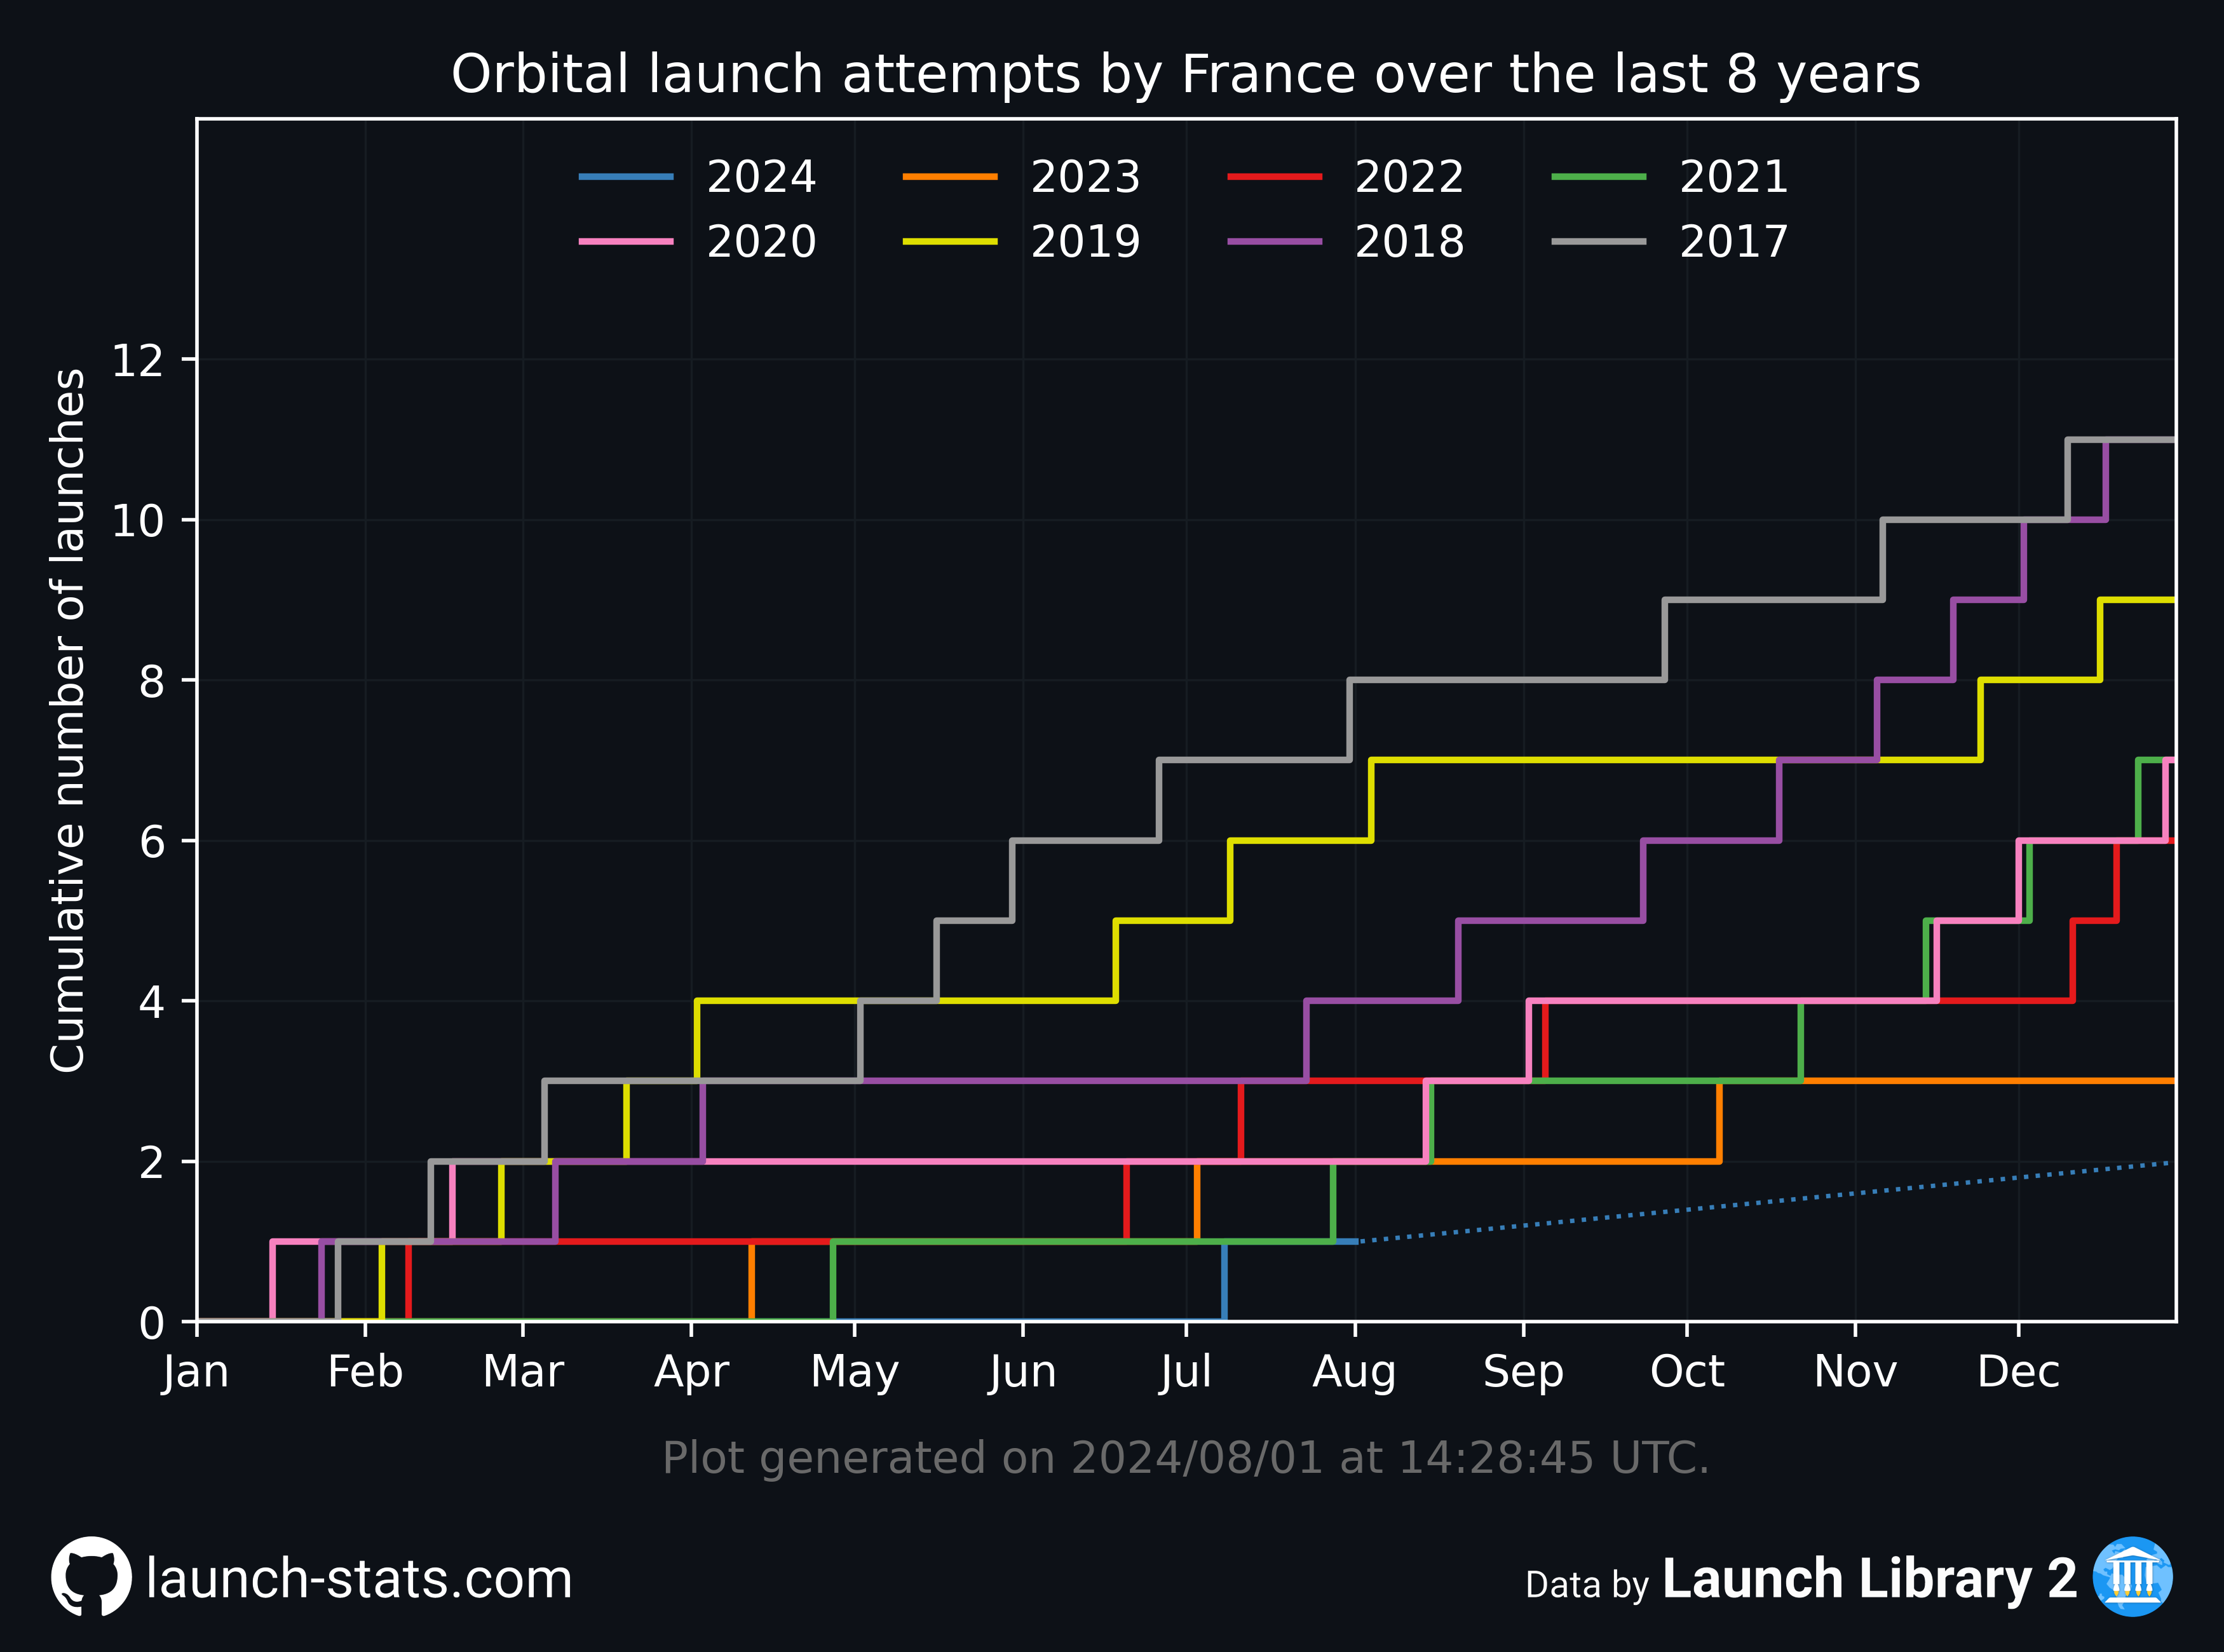 Orbital launch attempts by France over the last 8 years
2024 2023 2022 2021
2020 2019 2018 2017
Cumulative number of launches
12
10
8
6
4
2
0
Jan Feb Mar Apr May Jun Jul Aug Sep Oct Nov Dec
Plot generated on 2024/08/01 at 14:28:45 UTC.
launch-stats.com
Data by Launch Library 2